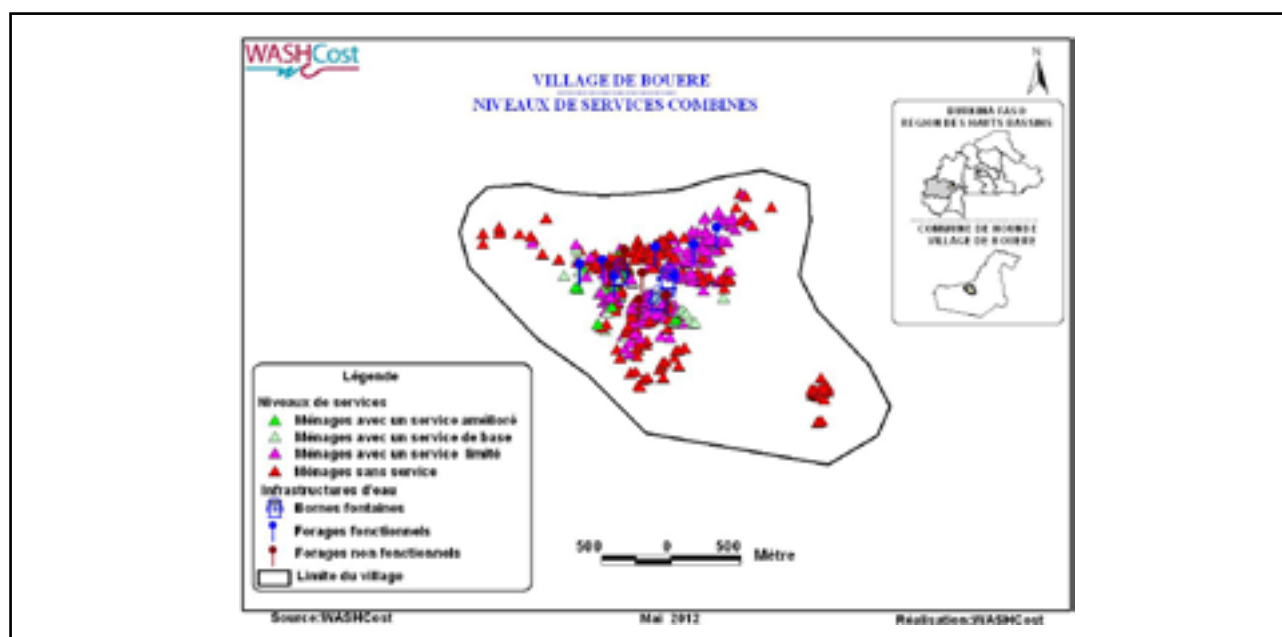 WASHCost
VILLAGE DE BOUERE
NIVEAUX DE SERVICES COMBINES
N
BURKINA FASO
REGION DES HAUTS BASSINS
COMMUNE DE HOUNDE
VILLAGE DE BOUERE
Légende
Niveaux de services
Ménages avec un service amélioré
Ménages avec un service de base
Ménages avec un service limité
Ménages sans service
Infrastructures d'eau
Bornes fontaines
Forages fonctionnels
Forages non fonctionnels
Limite du village
500 0 500
Mètre
Source:WASHCost
Mai 2012
Réalisation:WASHCost